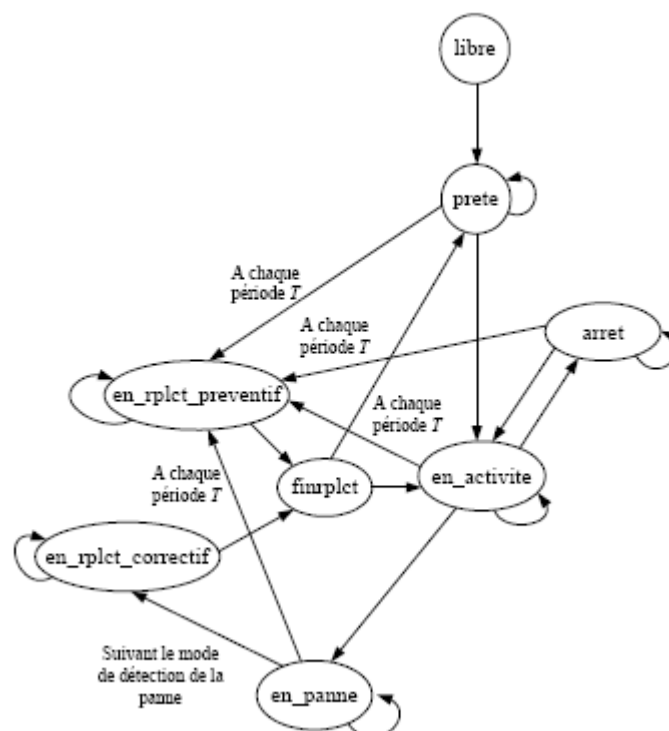 libre
prete
A chaque
période T
A chaque
période T
arret
en_rplct_preventif
A chaque
période T
A chaque
période T
finrplct
en_activite
en_rplct_correctif
Suivant le mode
de détection de la
panne
en_panne